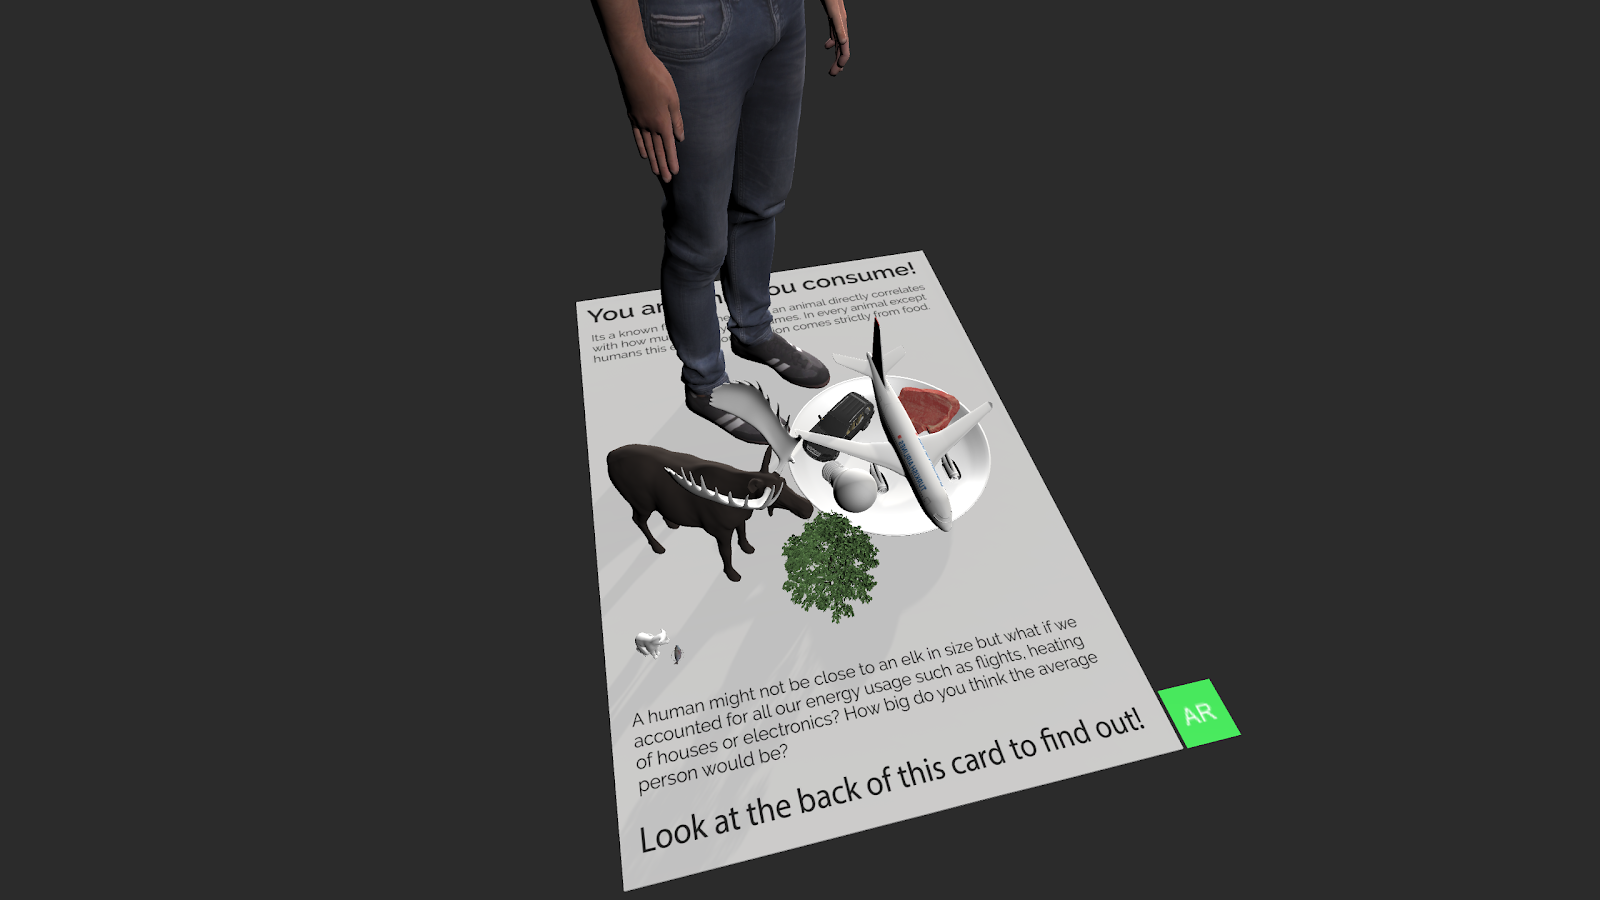 You are ou consume!
Its a known f an animal directly correlates
with how mu mes. In every animal except
humans this e ion comes strictly from food.
A human might not be close to an elk in size but what if we
accounted for all our energy usage such as flights, heating
of houses or electronics? How big do you think the average
person would be?
Look at the back of this card to find out!
AR